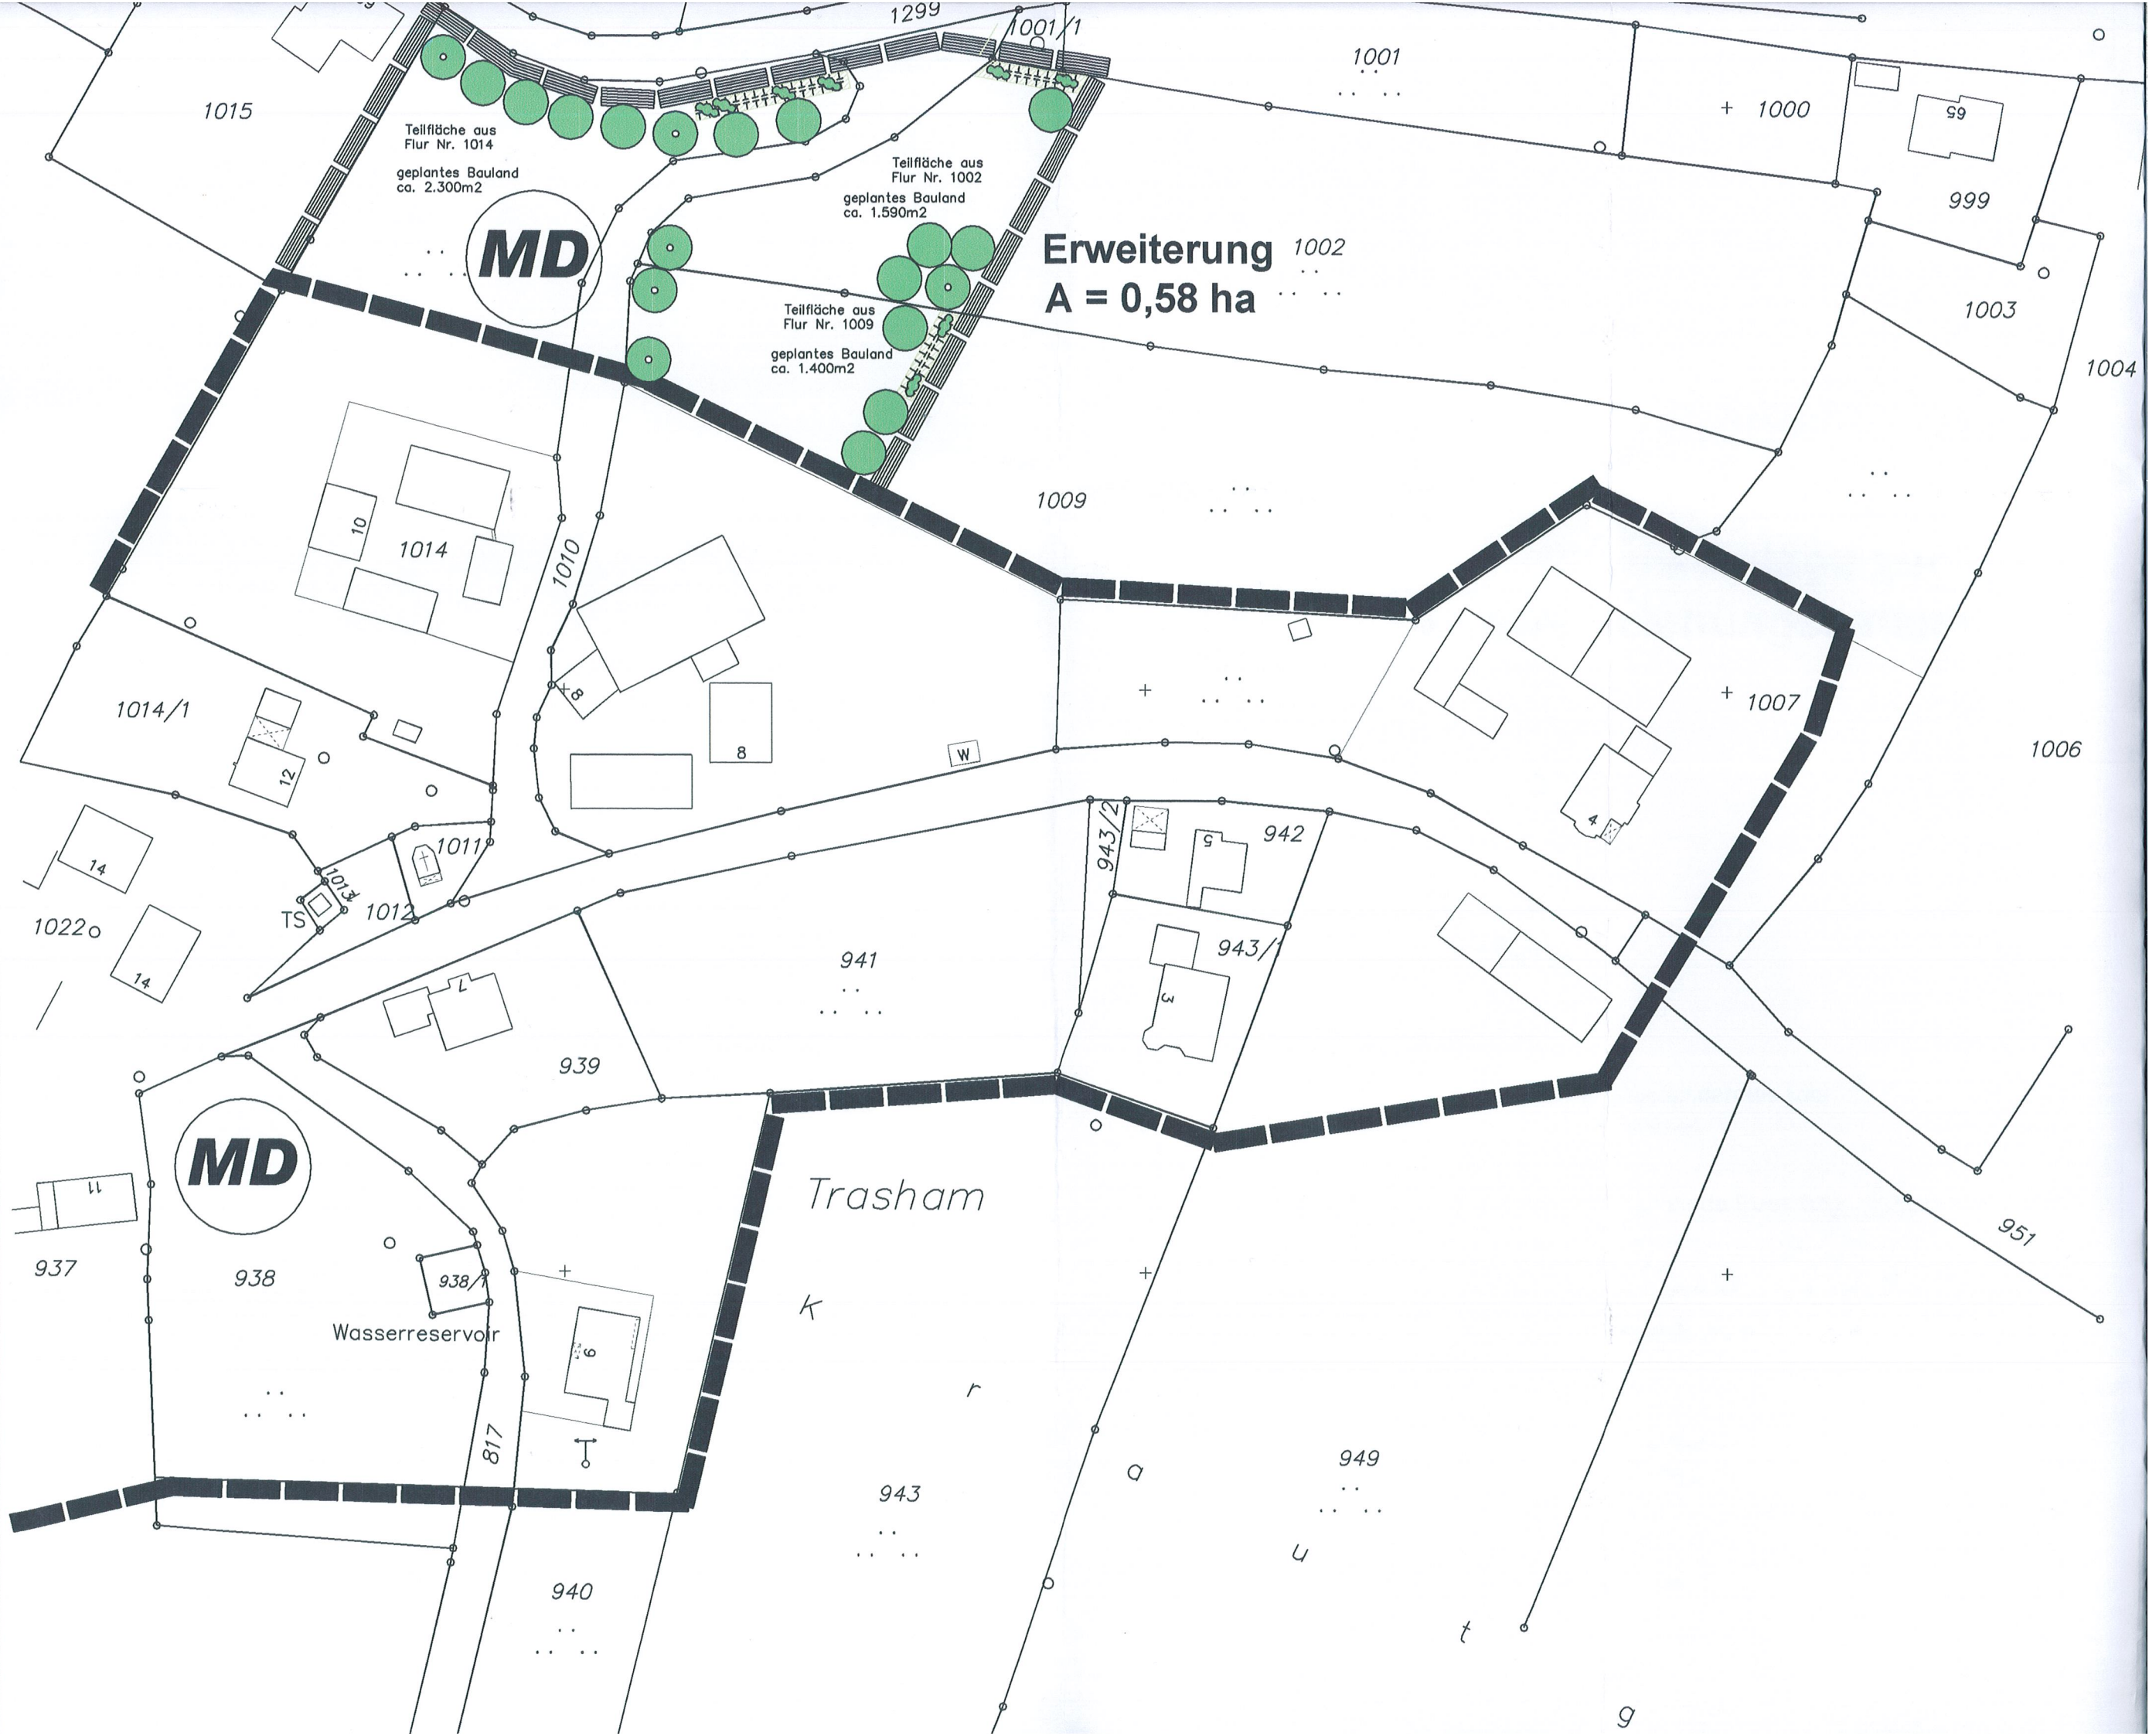 1299
1001/1
1001
1000
65
1015
999
Teilfläche aus
Flur Nr. 1014
geplantes Bauland
ca. 2.300m2
Teilfläche aus
Flur Nr. 1002
geplantes Bauland
ca. 1.590m2
MD
Erweiterung
A = 0,58 ha
1002
1003
1004
Teilfläche aus
Flur Nr. 1009
geplantes Bauland
ca. 1.400m2
1009
10
1014
1010
8
8
W
1007
1006
4
1014/1
12
14
1011
1012
TS
1022
14
943/2
5
942
943/1
3
941
7
939
MD
11
937
938
938/1
Wasserreservoir
9
817
Trasham
K
r
a
u
t
g
951
949
943
940